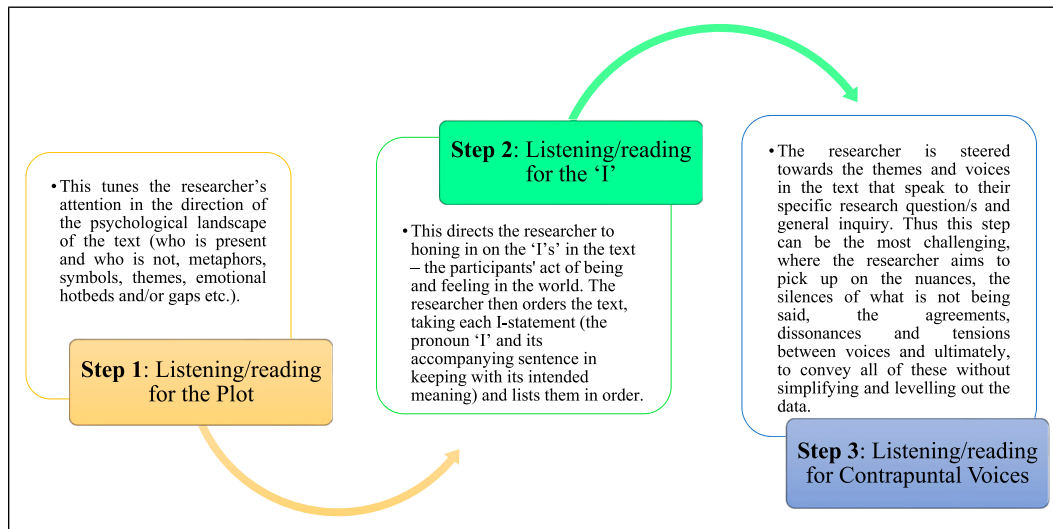 • This tunes the researcher's
attention in the direction of
the psychological landscape
of the text (who is present
and who is not, metaphors,
symbols, themes, emotional
hotbeds and/or gaps etc.).
Step 1: Listening/reading
for the Plot
Step 2: Listening/reading
for the ‘I’
• This directs the researcher to
honing in on the ‘I's’ in the text
– the participants' act of being
and feeling in the world. The
researcher then orders the text,
taking each I-statement (the
pronoun ‘I’ and its
accompanying sentence in
keeping with its intended
meaning) and lists them in order.
• The researcher is steered
towards the themes and voices
in the text that speak to their
specific research question/s and
general inquiry. Thus this step
can be the most challenging,
where the researcher aims to
pick up on the nuances, the
silences of what is not being
said, the agreements,
dissonances and tensions
between voices and ultimately,
to convey all of these without
simplifying and levelling out the
data.
Step 3: Listening/reading
for Contrapuntal Voices